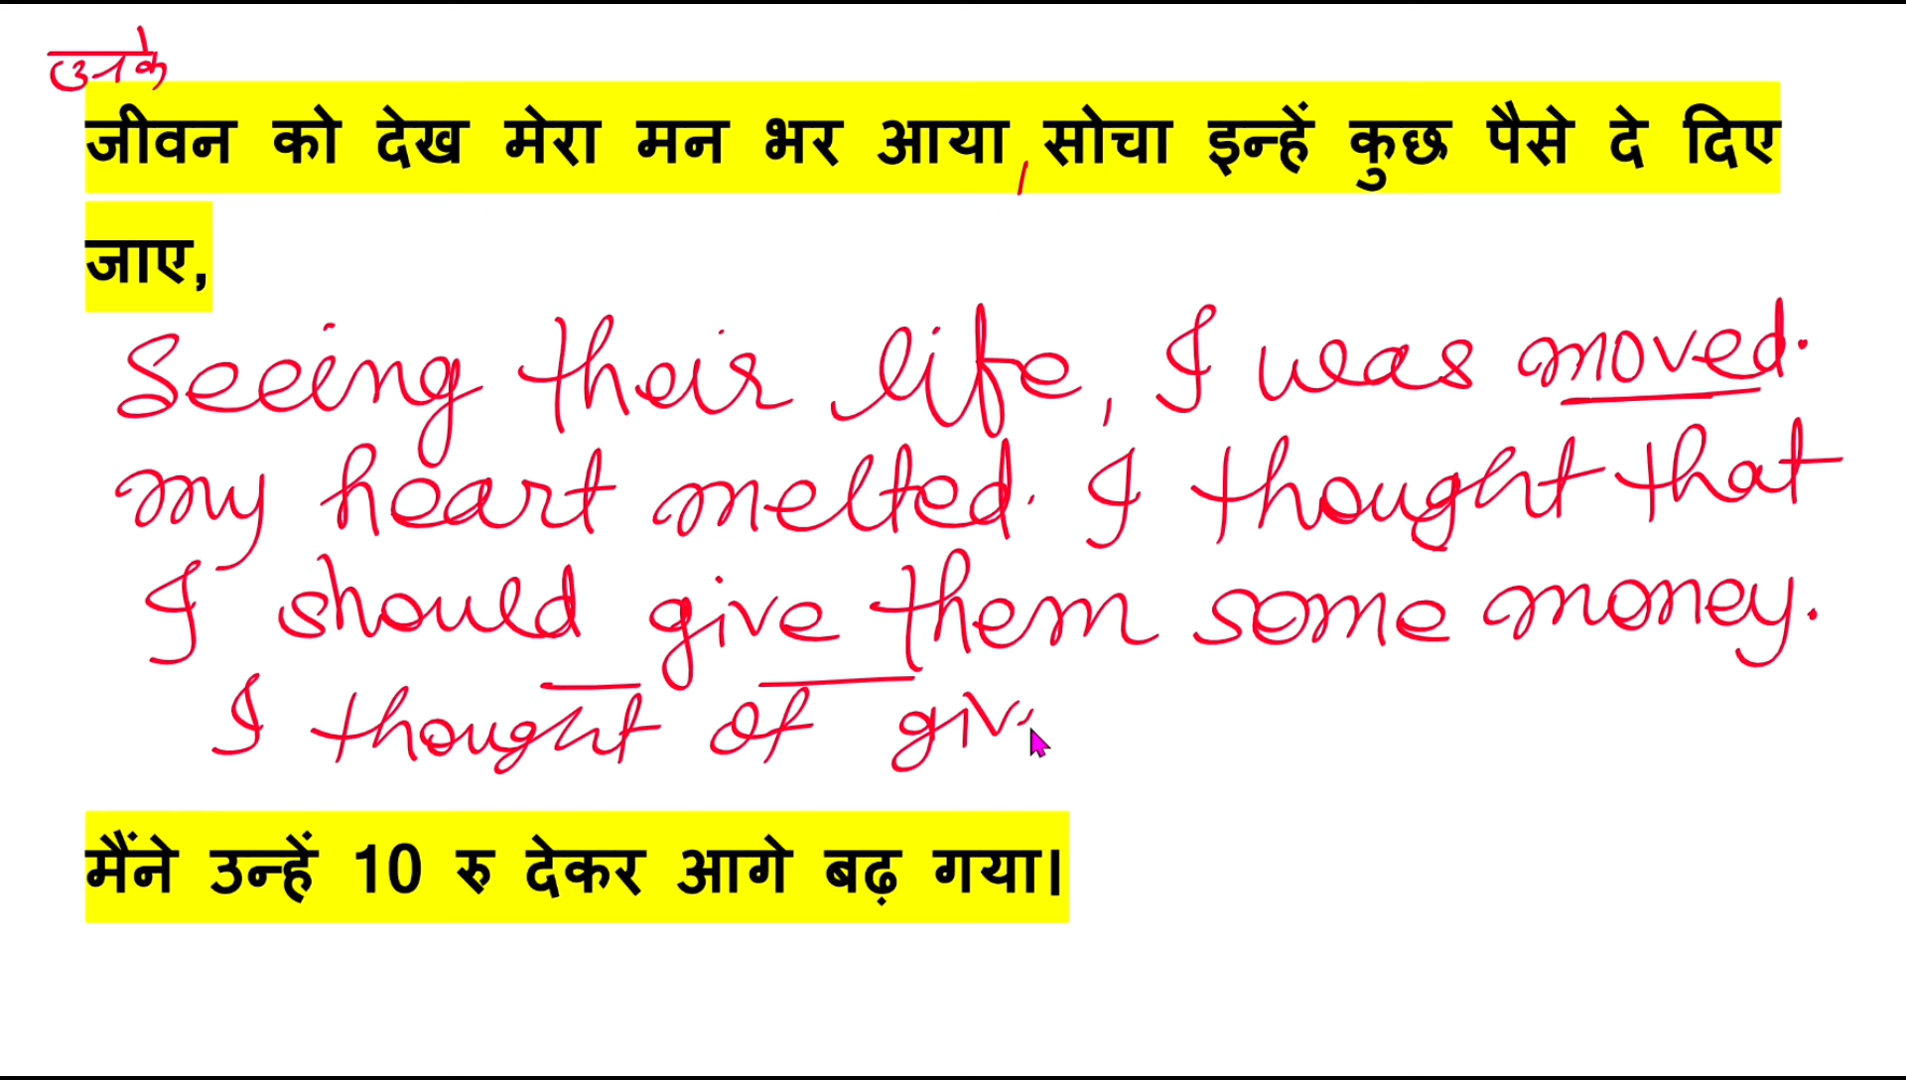 उनके
जीवन को देख मेरा मन भर आया, सोचा इन्हें कुछ पैसे दे दिए
जाए,
Seeing their life, I was moved.
my heart melted. I thought that
I should give them some money.
I thought of giv
मैंने उन्हें 10 रु देकर आगे बढ़ गया।